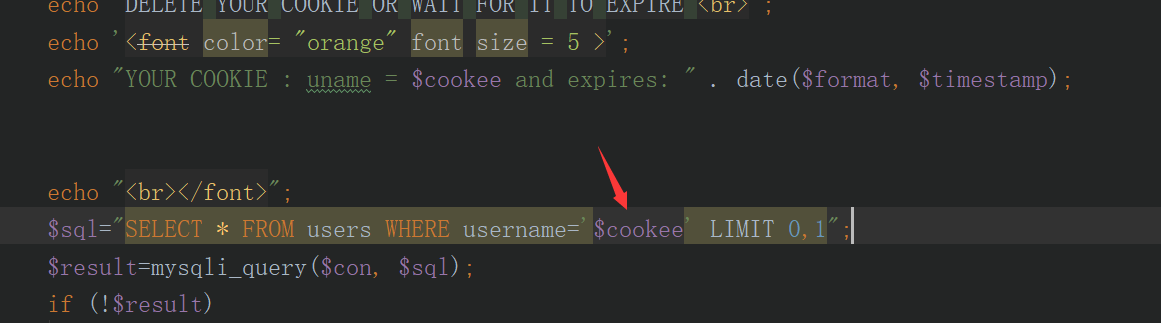 echo "DELETE YOUR COOKIE OR WAIT FOR IT TO EXPIRE <br>";
echo '<font color= "orange" font size = 5 >';
echo "YOUR COOKIE : uname = $cookee and expires: " . date($format, $timestamp);
echo "<br></font>";
$sql="SELECT * FROM users WHERE username='$cookee' LIMIT 0,1";
$result=mysqli_query($con, $sql);
if (!$result)